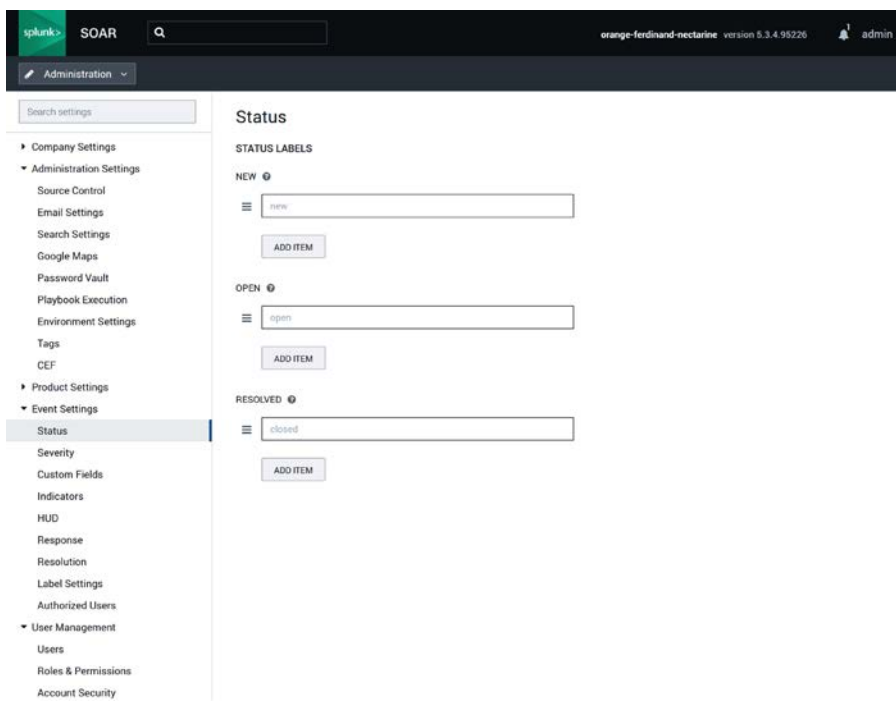 splunk> SOAR
orange-ferdinand-nectarine version 5.3.4.95226 1 admin
Administration
Search settings
Company Settings
Administration Settings
Source Control
Email Settings
Search Settings
Google Maps
Password Vault
Playbook Execution
Environment Settings
Tags
CEF
Product Settings
Event Settings
Status
Severity
Custom Fields
Indicators
HUD
Response
Resolution
Label Settings
Authorized Users
User Management
Users
Roles & Permissions
Account Security
Status
STATUS LABELS
NEW ?
new
ADD ITEM
OPEN ?
open
ADD ITEM
RESOLVED ?
closed
ADD ITEM